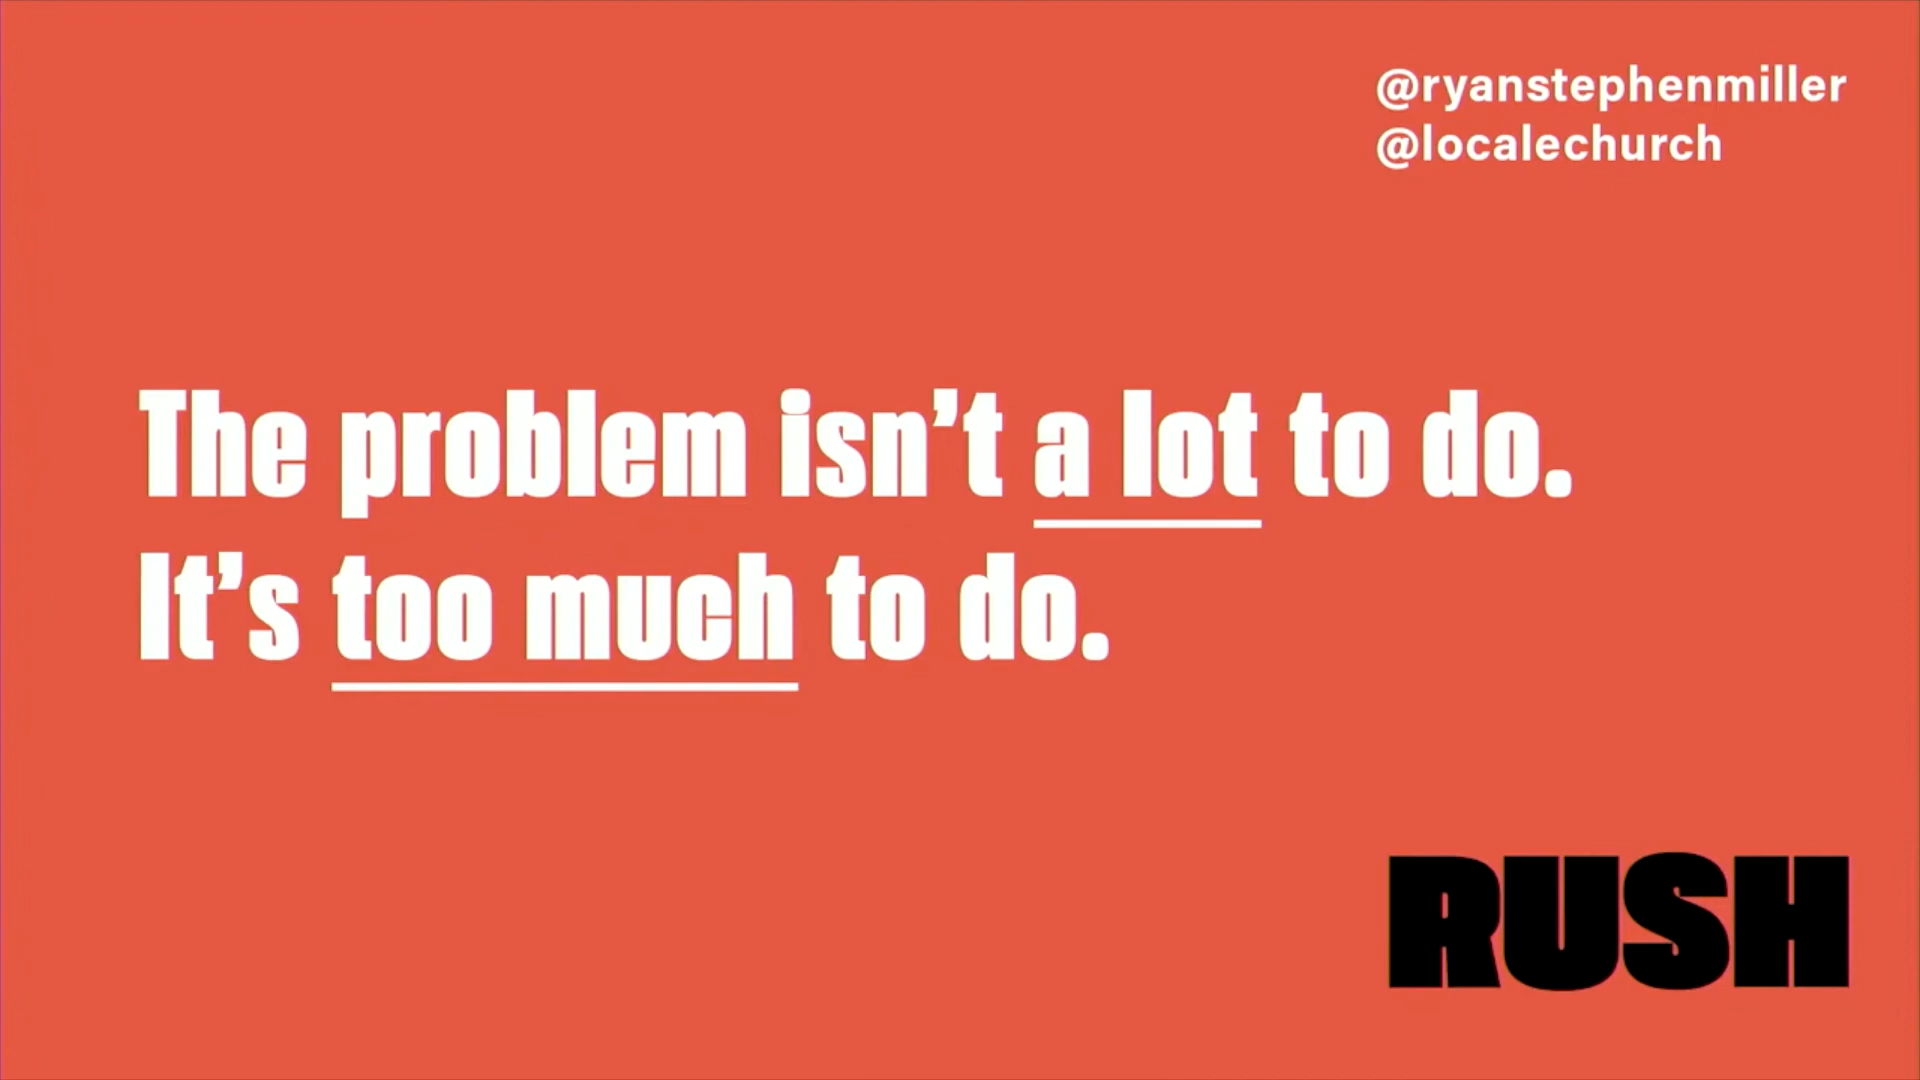 @ryanstephenmiller
@localechurch
The problem isn’t a lot to do.
It’s too much to do.
RUSH